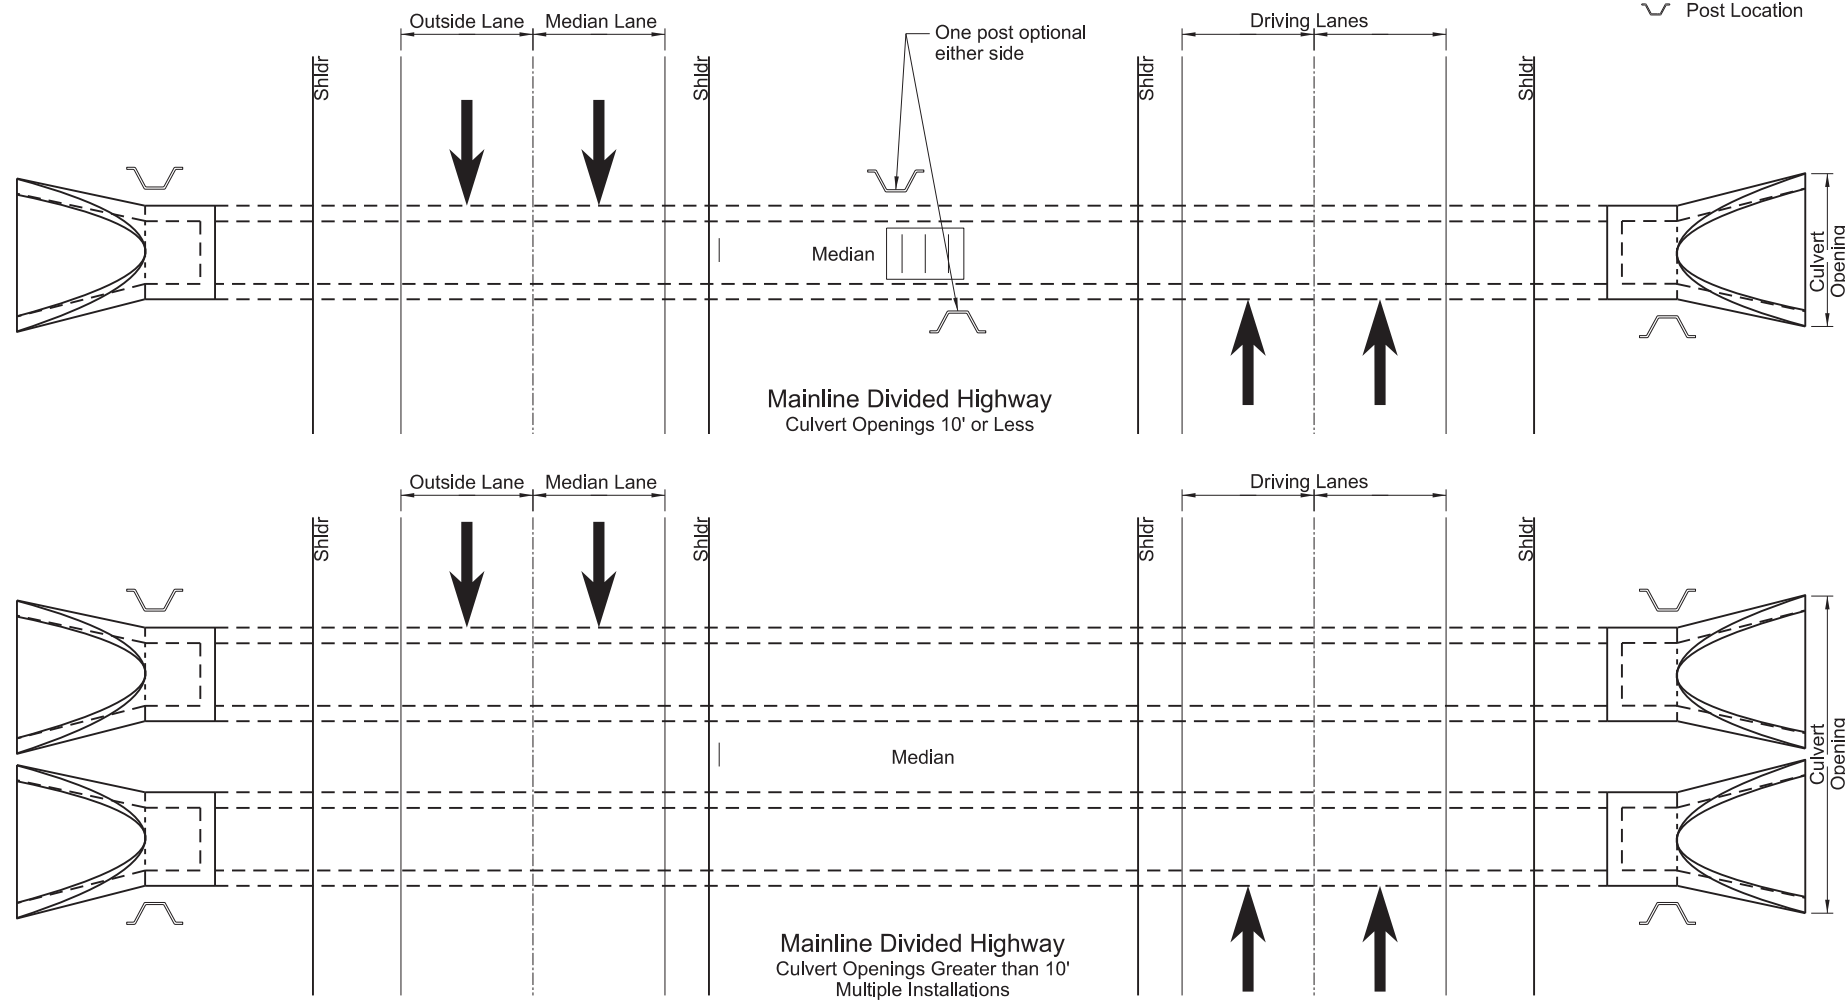 Post Location
Outside Lane
Median Lane
One post optional
either side
Driving Lanes
Shldr
Shldr
Shldr
Shldr
Median
Culvert
Opening
Mainline Divided Highway
Culvert Openings 10' or Less
Outside Lane
Median Lane
Driving Lanes
Shldr
Shldr
Shldr
Shldr
Median
Culvert
Opening
Mainline Divided Highway
Culvert Openings Greater than 10'
Multiple Installations